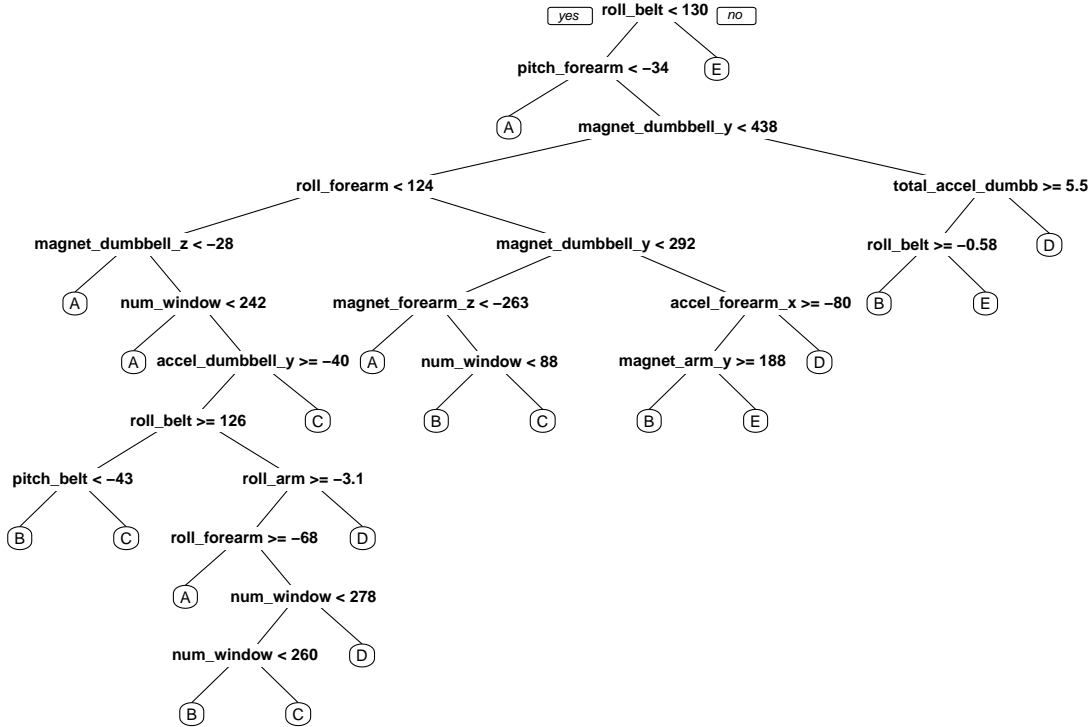 yes roll_belt < 130 no
pitch_forearm < −34 E
A magnet_dumbbell_y < 438
roll_forearm < 124 total_accel_dumbb >= 5.5
magnet_dumbbell_z < −28 magnet_dumbbell_y < 292 roll_belt >= −0.58 D
A num_window < 242 magnet_forearm_z < −263 accel_forearm_x >= −80 B E
A accel_dumbbell_y >= −40 A num_window < 88 magnet_arm_y >= 188 D
roll_belt >= 126 C B C B E
pitch_belt < −43 roll_arm >= −3.1
B C roll_forearm >= −68 D
A num_window < 278
num_window < 260 D
B C